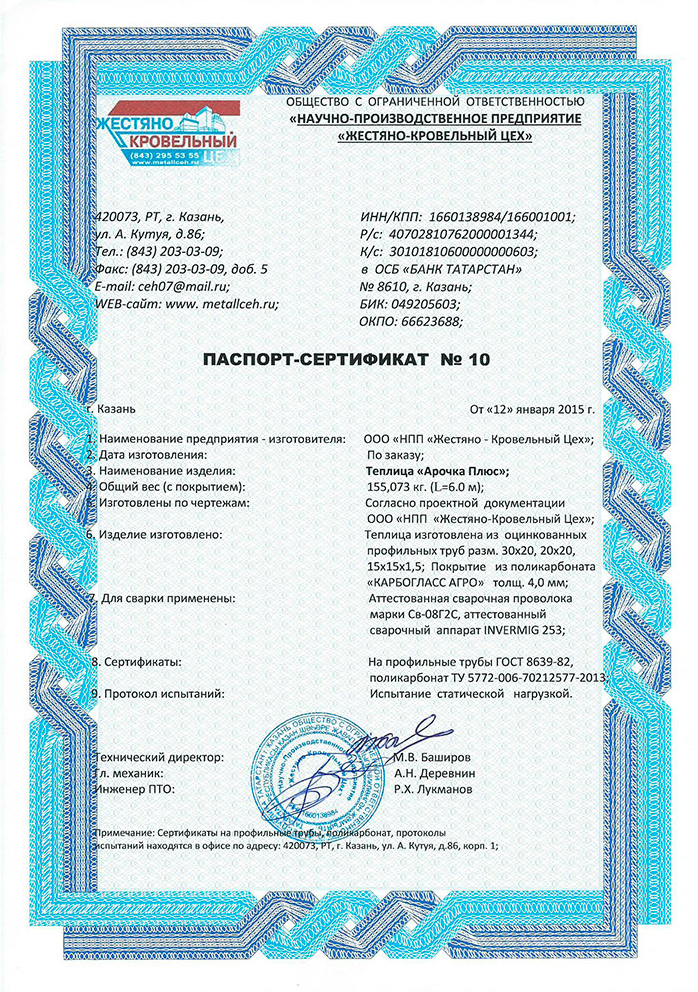 ЖЕСТЯНО
КРОВЕЛЬНЫЙ
(843) 295 53 55 ЦЕХ
www.metallceh.ru
ОБЩЕСТВО С ОГРАНИЧЕННОЙ ОТВЕТСТВЕННОСТЬЮ
«НАУЧНО-ПРОИЗВОДСТВЕННОЕ ПРЕДПРИЯТИЕ
«ЖЕСТЯНО-КРОВЕЛЬНЫЙ ЦЕХ»
420073, РТ, г. Казань,
ул. А. Кутуя, д.86;
Тел.: (843) 203-03-09;
Факс: (843) 203-03-09, доб. 5
E-mail: ceh07@mail.ru;
WEB-сайт: www. metallceh.ru;
ИНН/КПП: 1660138984/166001001;
Р/с: 40702810762000001344;
К/с: 30101810600000000603;
в ОСБ «БАНК ТАТАРСТАН»
№ 8610, г. Казань;
БИК: 049205603;
ОКПО: 66623688;
ПАСПОРТ-СЕРТИФИКАТ № 10
г. Казань От «12» января 2015 г.
1. Наименование предприятия - изготовителя: ООО «НПП «Жестяно - Кровельный Цех»;
2. Дата изготовления: По заказу;
3. Наименование изделия: Теплица «Арочка Плюс»;
4. Общий вес (с покрытием): 155,073 кг. (L=6.0 м);
5. Изготовлены по чертежам: Согласно проектной документации
ООО «НПП «Жестяно-Кровельный Цех»;
6. Изделие изготовлено: Теплица изготовлена из оцинкованных
профильных труб разм. 30х20, 20х20,
15х15х1,5; Покрытие из поликарбоната
«КАРБОГЛАСС АГРО» толщ. 4,0 мм;
7. Для сварки применены: Аттестованная сварочная проволока
марки Св-08Г2С, аттестованный
сварочный аппарат INVERMIG 253;
8. Сертификаты: На профильные трубы ГОСТ 8639-82,
поликарбонат ТУ 5772-006-70212577-2013;
9. Протокол испытаний: Испытание статической нагрузкой.
Технический директор: М.В. Баширов
Гл. механик: А.Н. Деревнин
Инженер ПТО: Р.Х. Лукманов
1660138984
Примечание: Сертификаты на профильные трубы, поликарбонат, протоколы
испытаний находятся в офисе по адресу: 420073, РТ, г. Казань, ул. А. Кутуя, д.86, корп. 1;